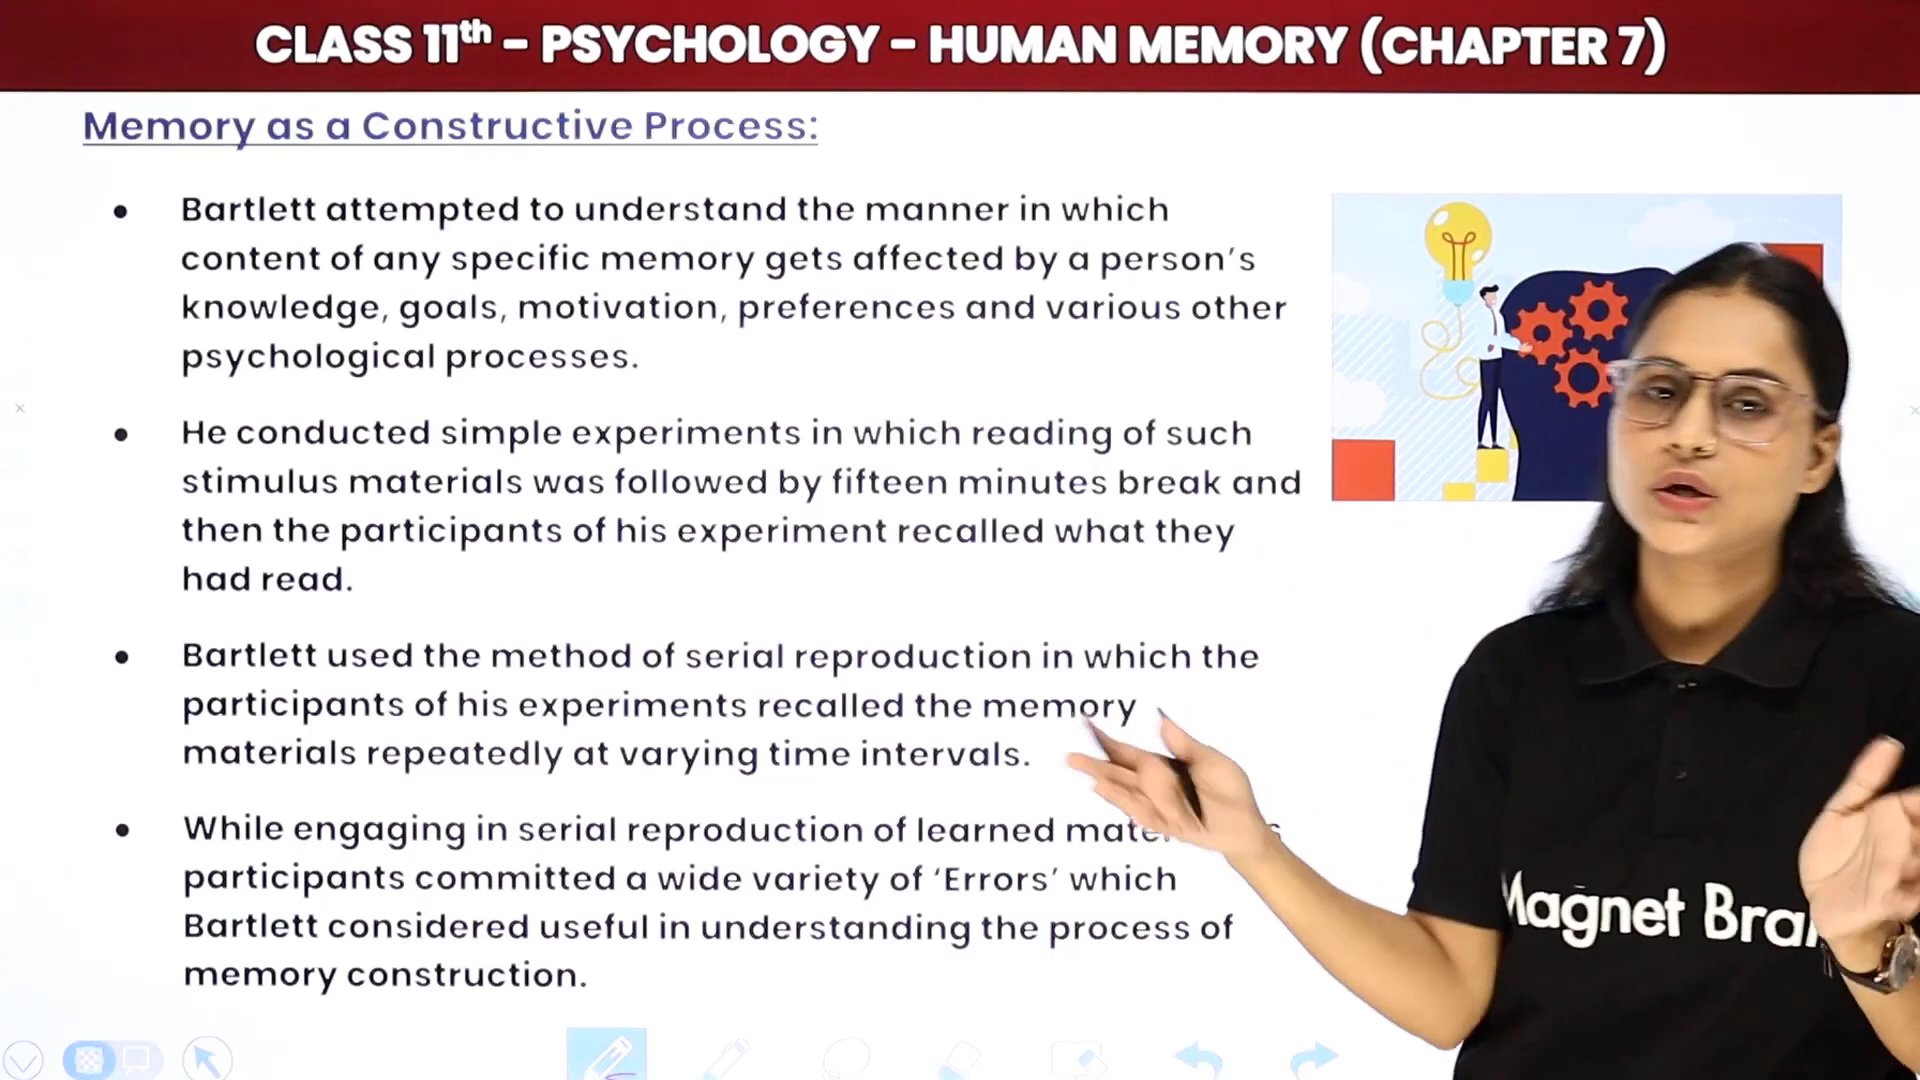 CLASS 11th – PSYCHOLOGY – HUMAN MEMORY (CHAPTER 7)
Memory as a Constructive Process:
• Bartlett attempted to understand the manner in which
content of any specific memory gets affected by a person’s
knowledge, goals, motivation, preferences and various other
psychological processes.
• He conducted simple experiments in which reading of such
stimulus materials was followed by fifteen minutes break and
then the participants of his experiment recalled what they
had read.
• Bartlett used the method of serial reproduction in which the
participants of his experiments recalled the memory
materials repeatedly at varying time intervals.
• While engaging in serial reproduction of learned
participants committed a wide variety of ‘Errors’ which
Bartlett considered useful in understanding the process of
memory construction.
Magnet